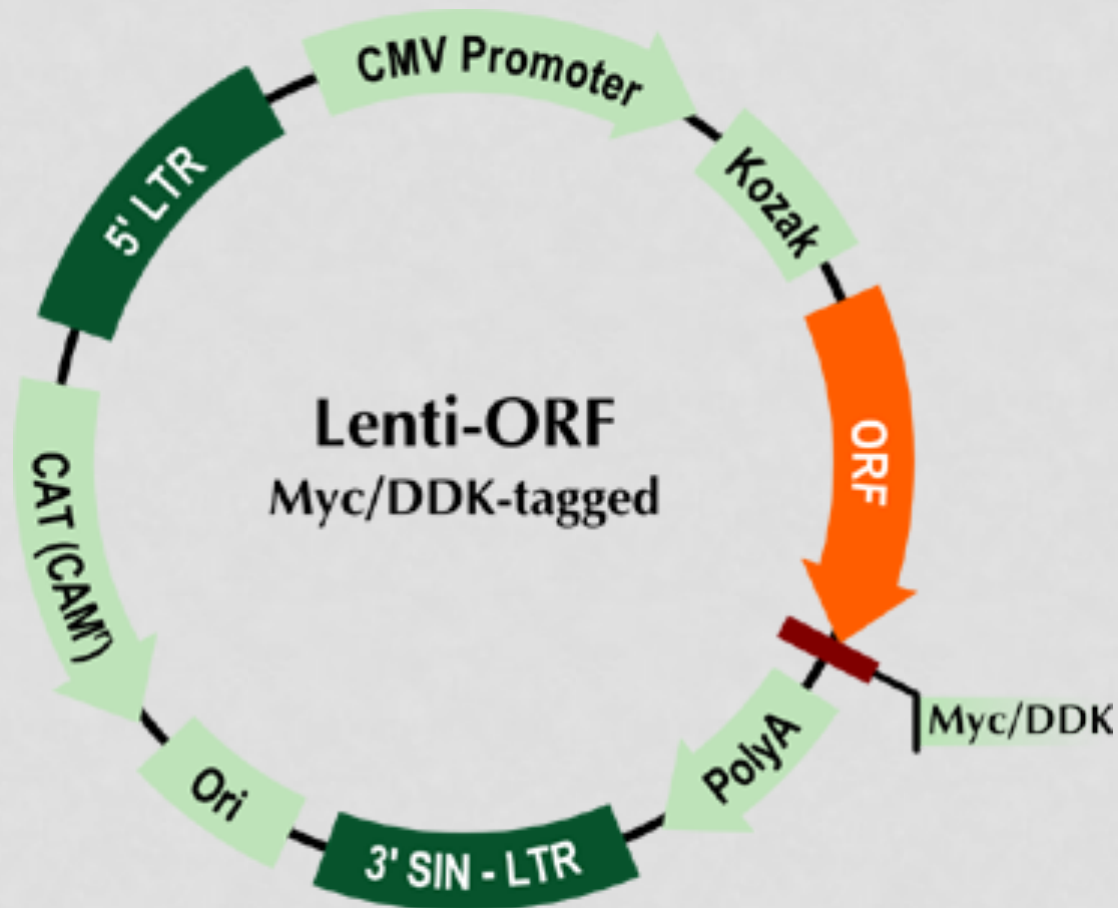 CMV Promoter
5' LTR
Kozak
Lenti-ORF
Myc/DDK-tagged
ORF
CAT (CAMʳ)
Myc/DDK
PolyA
Ori
3' SIN - LTR